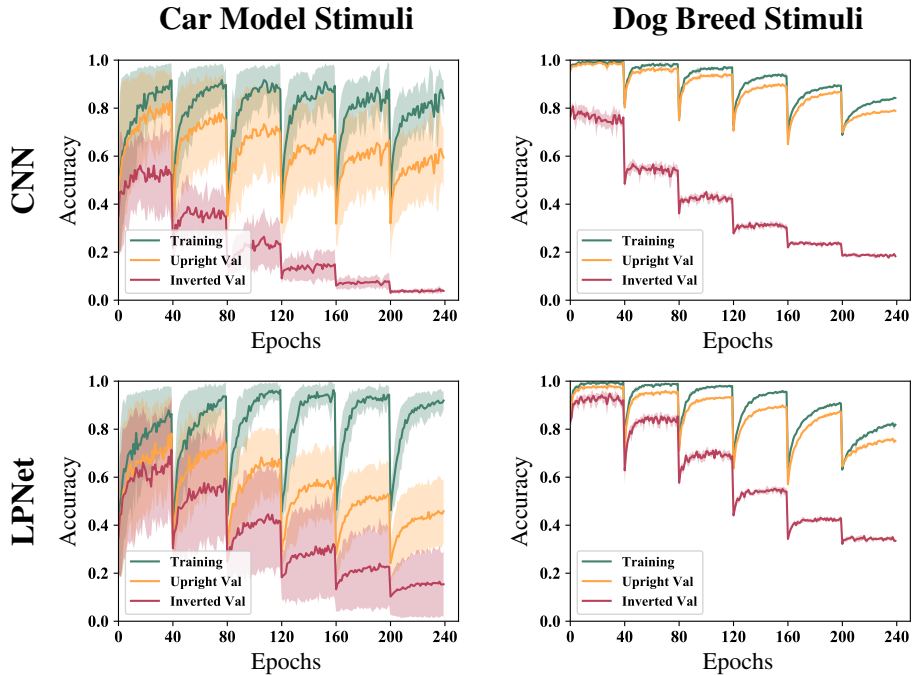 Car Model Stimuli
Dog Breed Stimuli
CNN
Accuracy
1.0
0.8
0.6
0.4
0.2
0.0
Training
Upright Val
Inverted Val
0 40 80 120 160 200 240
Epochs
Accuracy
1.0
0.8
0.6
0.4
0.2
0.0
Training
Upright Val
Inverted Val
0 40 80 120 160 200 240
Epochs
LPNet
Accuracy
1.0
0.8
0.6
0.4
0.2
0.0
Training
Upright Val
Inverted Val
0 40 80 120 160 200 240
Epochs
Accuracy
1.0
0.8
0.6
0.4
0.2
0.0
Training
Upright Val
Inverted Val
0 40 80 120 160 200 240
Epochs